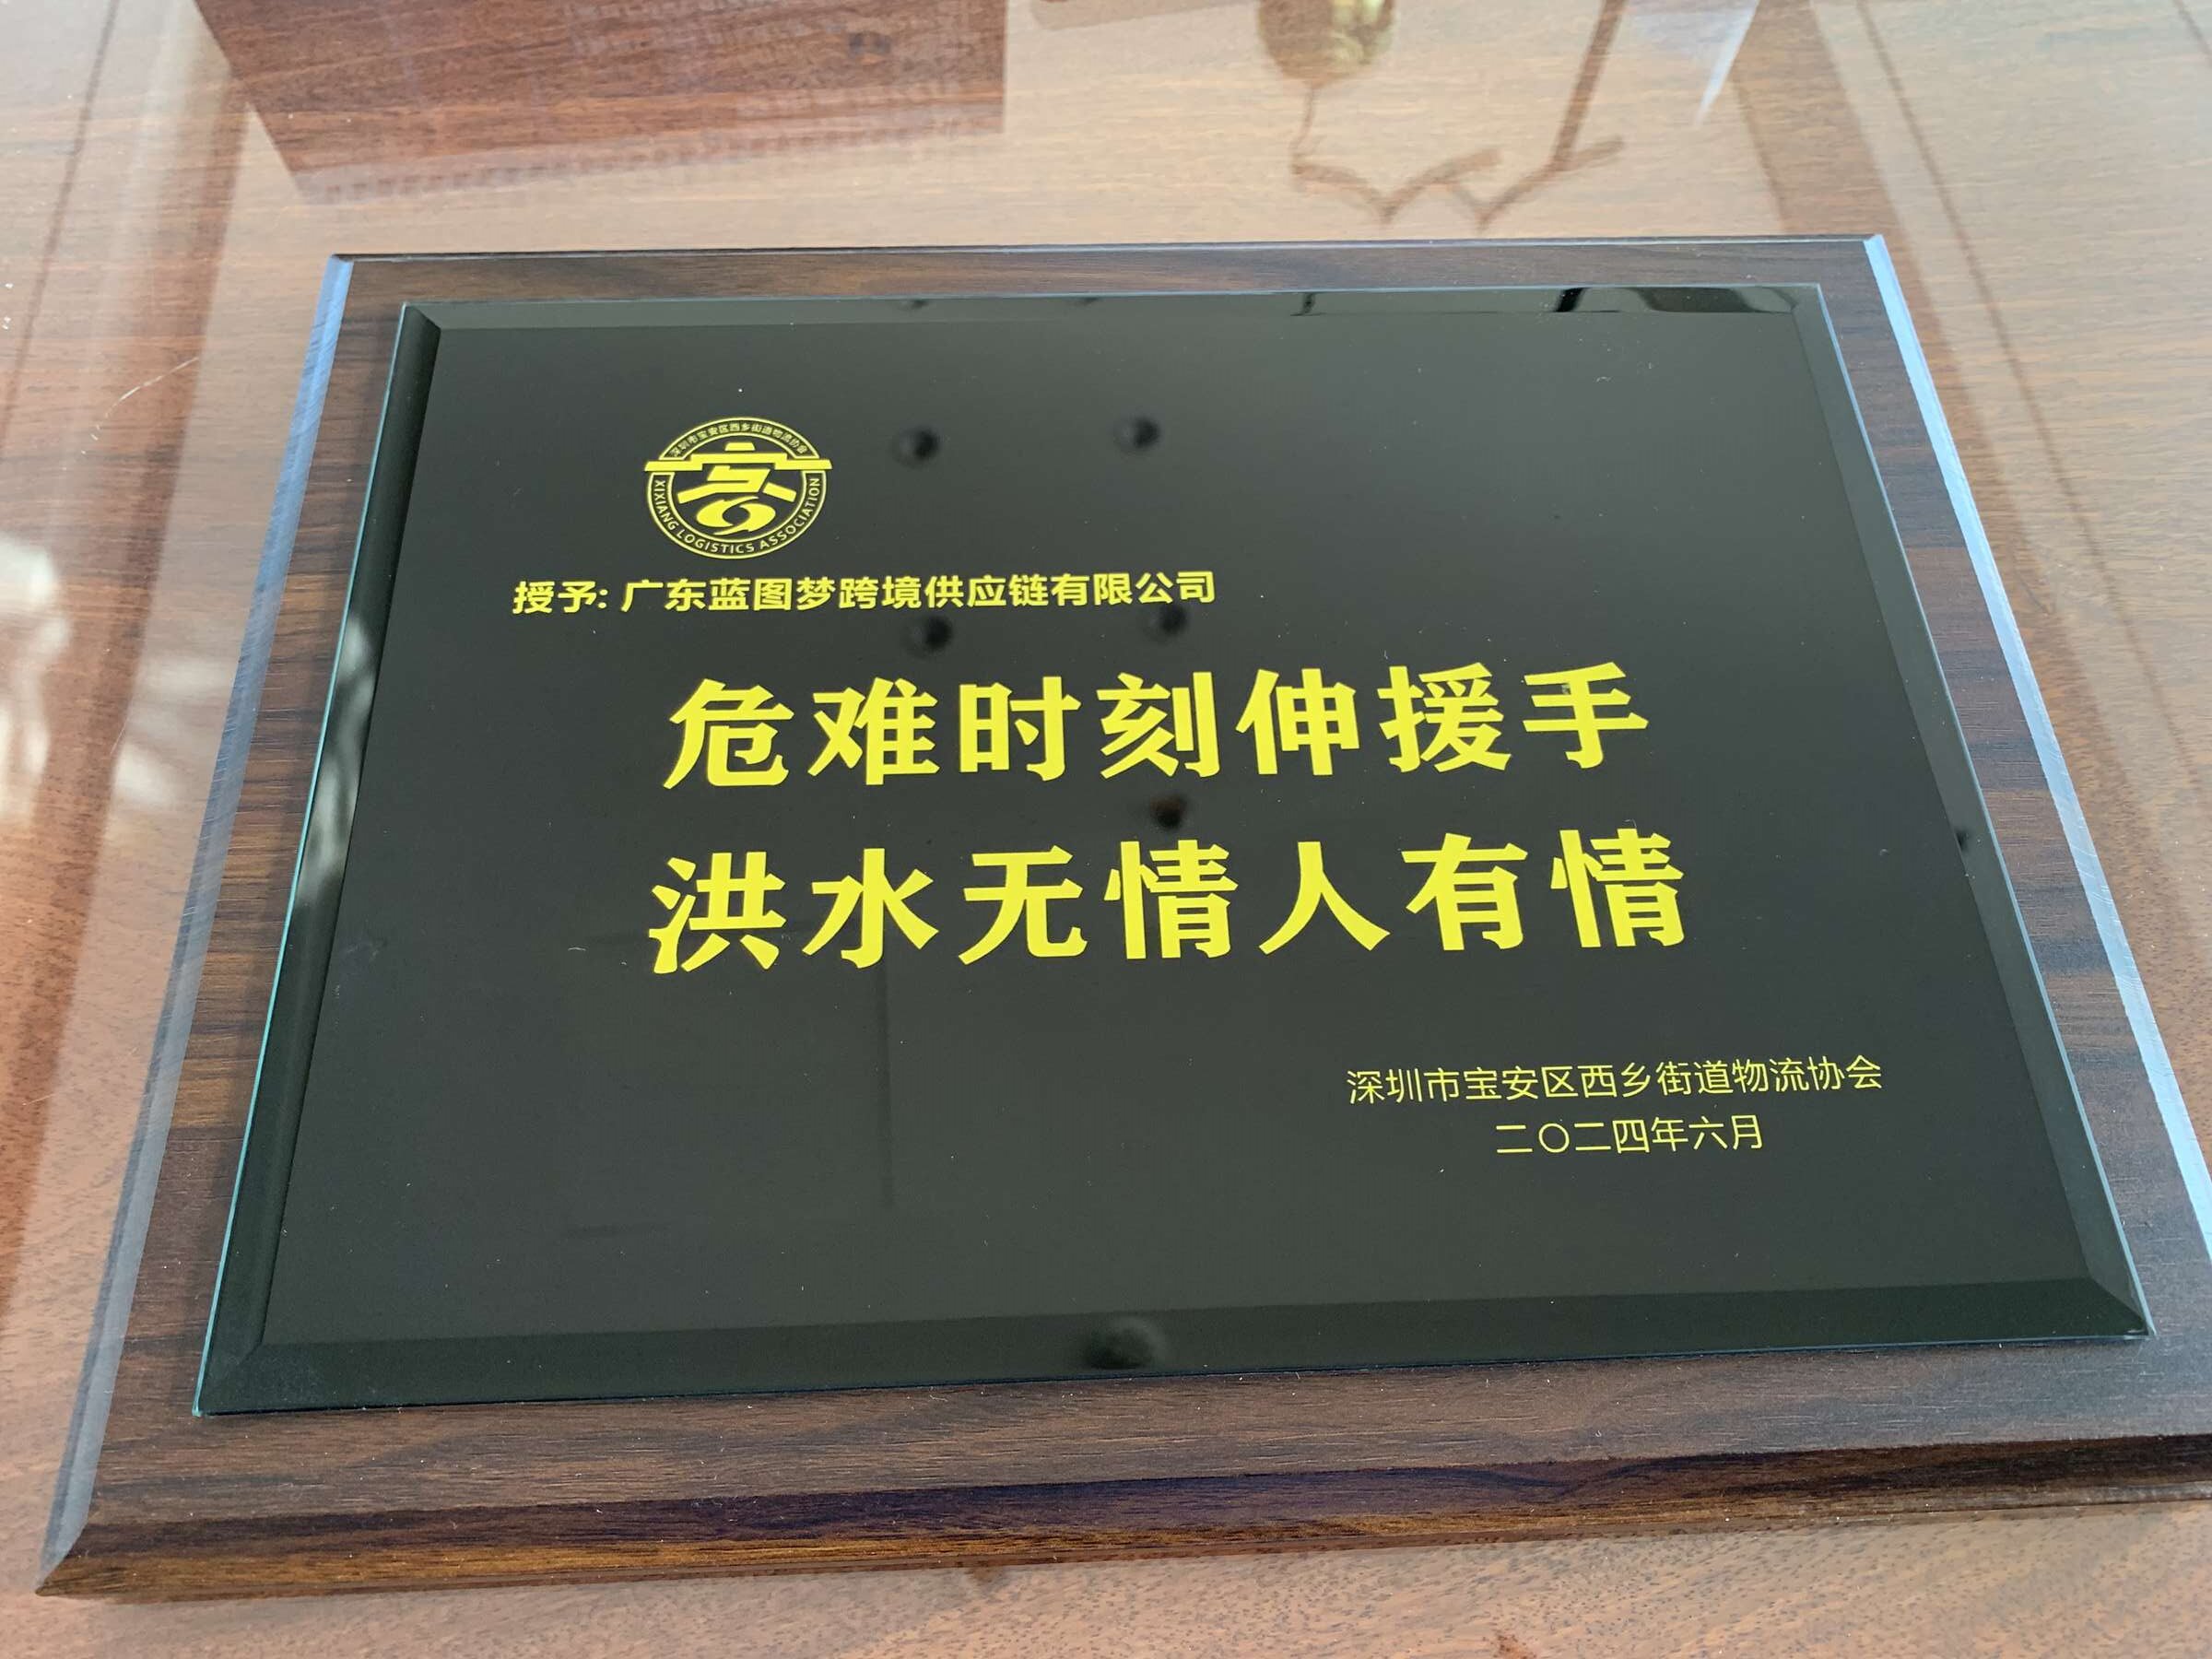 深圳市宝安区西乡街道物流协会
XIXIANG LOGISTICS ASSOCIATION
授予: 广东蓝图梦跨境供应链有限公司
危难时刻伸援手
洪水无情人有情
深圳市宝安区西乡街道物流协会
二〇二四年六月